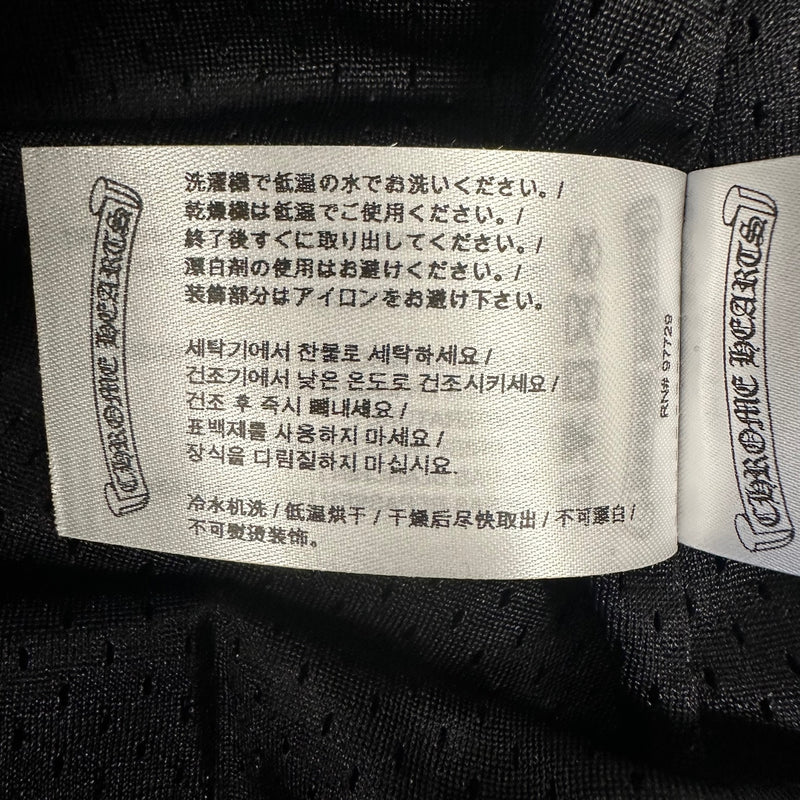 CHROME HEARTS
洗濯機で低温の水でお洗いください。/
乾燥機は低温でご使用ください。/
終了後すぐに取り出してください。/
漂白剤の使用はお避けください。/
装飾部分はアイロンをお避け下さい。
세탁기에서 찬물로 세탁하세요 /
건조기에서 낮은 온도로 건조시키세요 /
건조 후 즉시 빼내세요 /
표백제를 사용하지 마세요 /
장식을 다림질하지 마십시요.
冷水机洗 / 低温烘干 / 干燥后尽快取出 / 不可漂白 /
不可熨烫装饰。
RN# 97729
CHROME HEARTS